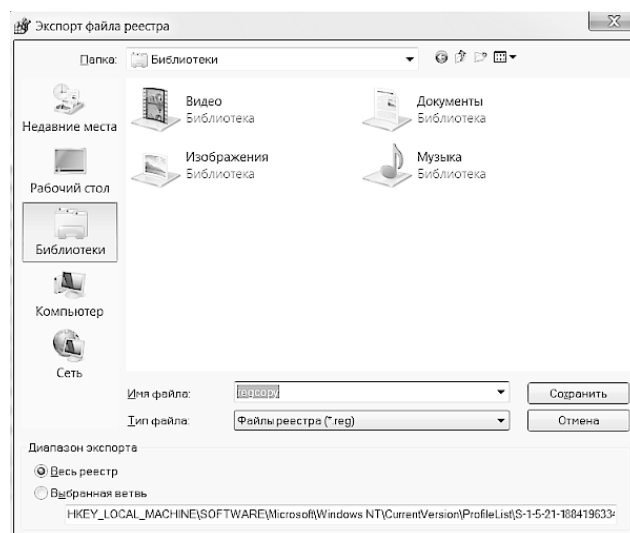 Экспорт файла реестра
Папка: Библиотеки
Недавние места
Рабочий стол
Библиотеки
Компьютер
Сеть
Видео
Библиотека
Документы
Библиотека
Изображения
Библиотека
Музыка
Библиотека
Имя файла: regcopy Сохранить
Тип файла: Файлы реестра (*.reg) Отмена
Диапазон экспорта
Весь реестр
Выбранная ветвь
HKEY_LOCAL_MACHINE\SOFTWARE\Microsoft\Windows NT\CurrentVersion\ProfileList\S-1-5-21-1884196334